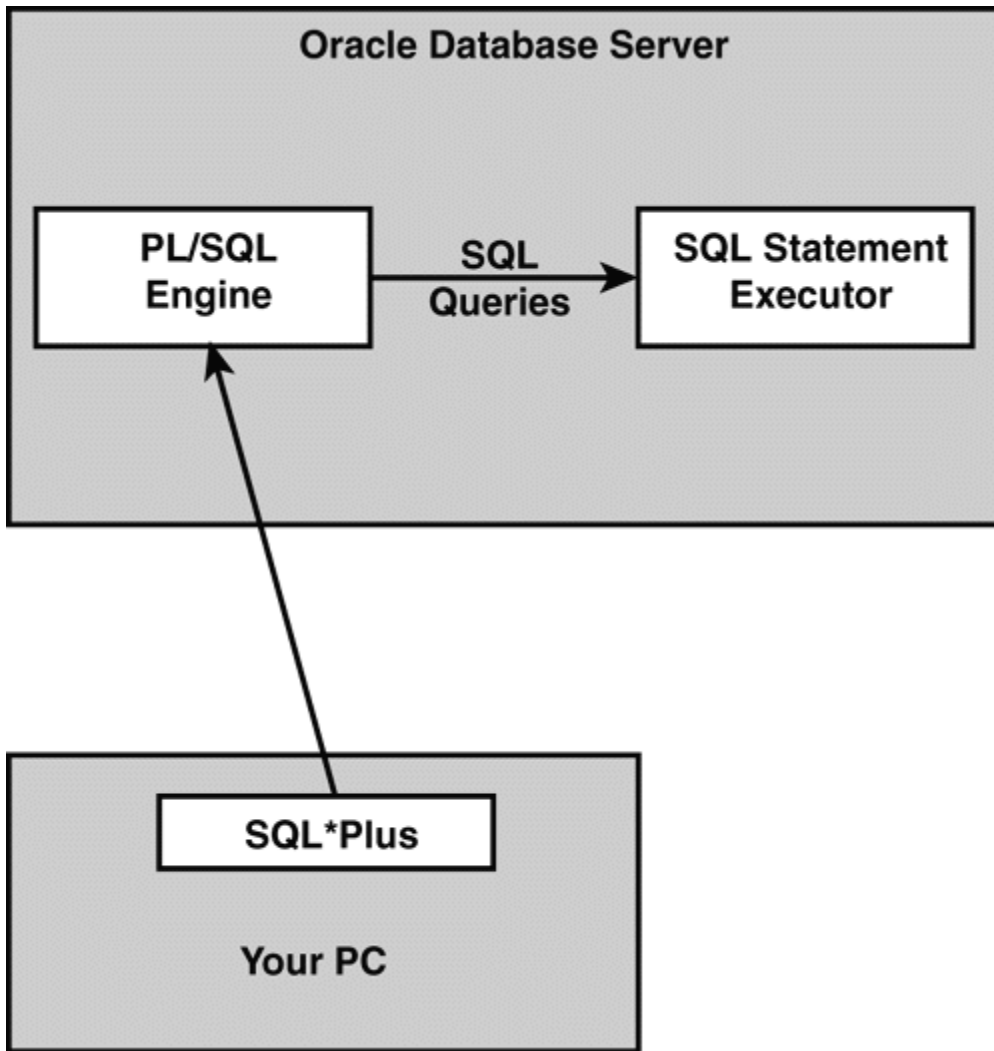 Oracle Database Server
PL/SQL
Engine
SQL
Queries
SQL Statement
Executor
SQL*Plus
Your PC